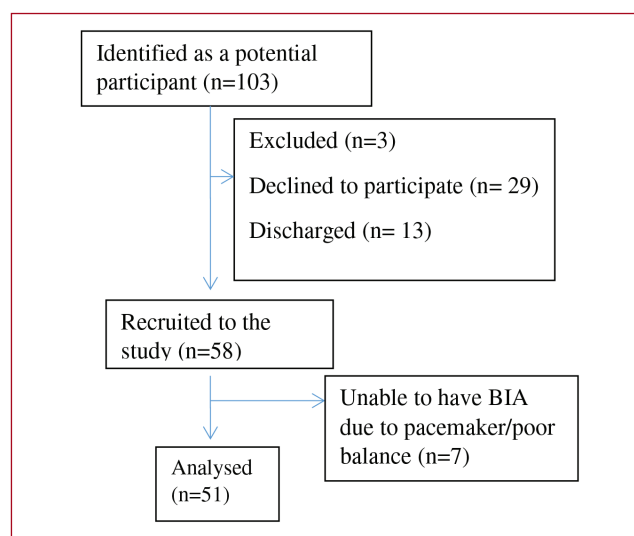 Identified as a potential
participant (n=103)
Excluded (n=3)
Declined to participate (n= 29)
Discharged (n= 13)
Recruited to the
study (n=58)
Unable to have BIA
due to pacemaker/poor
balance (n=7)
Analysed
(n=51)